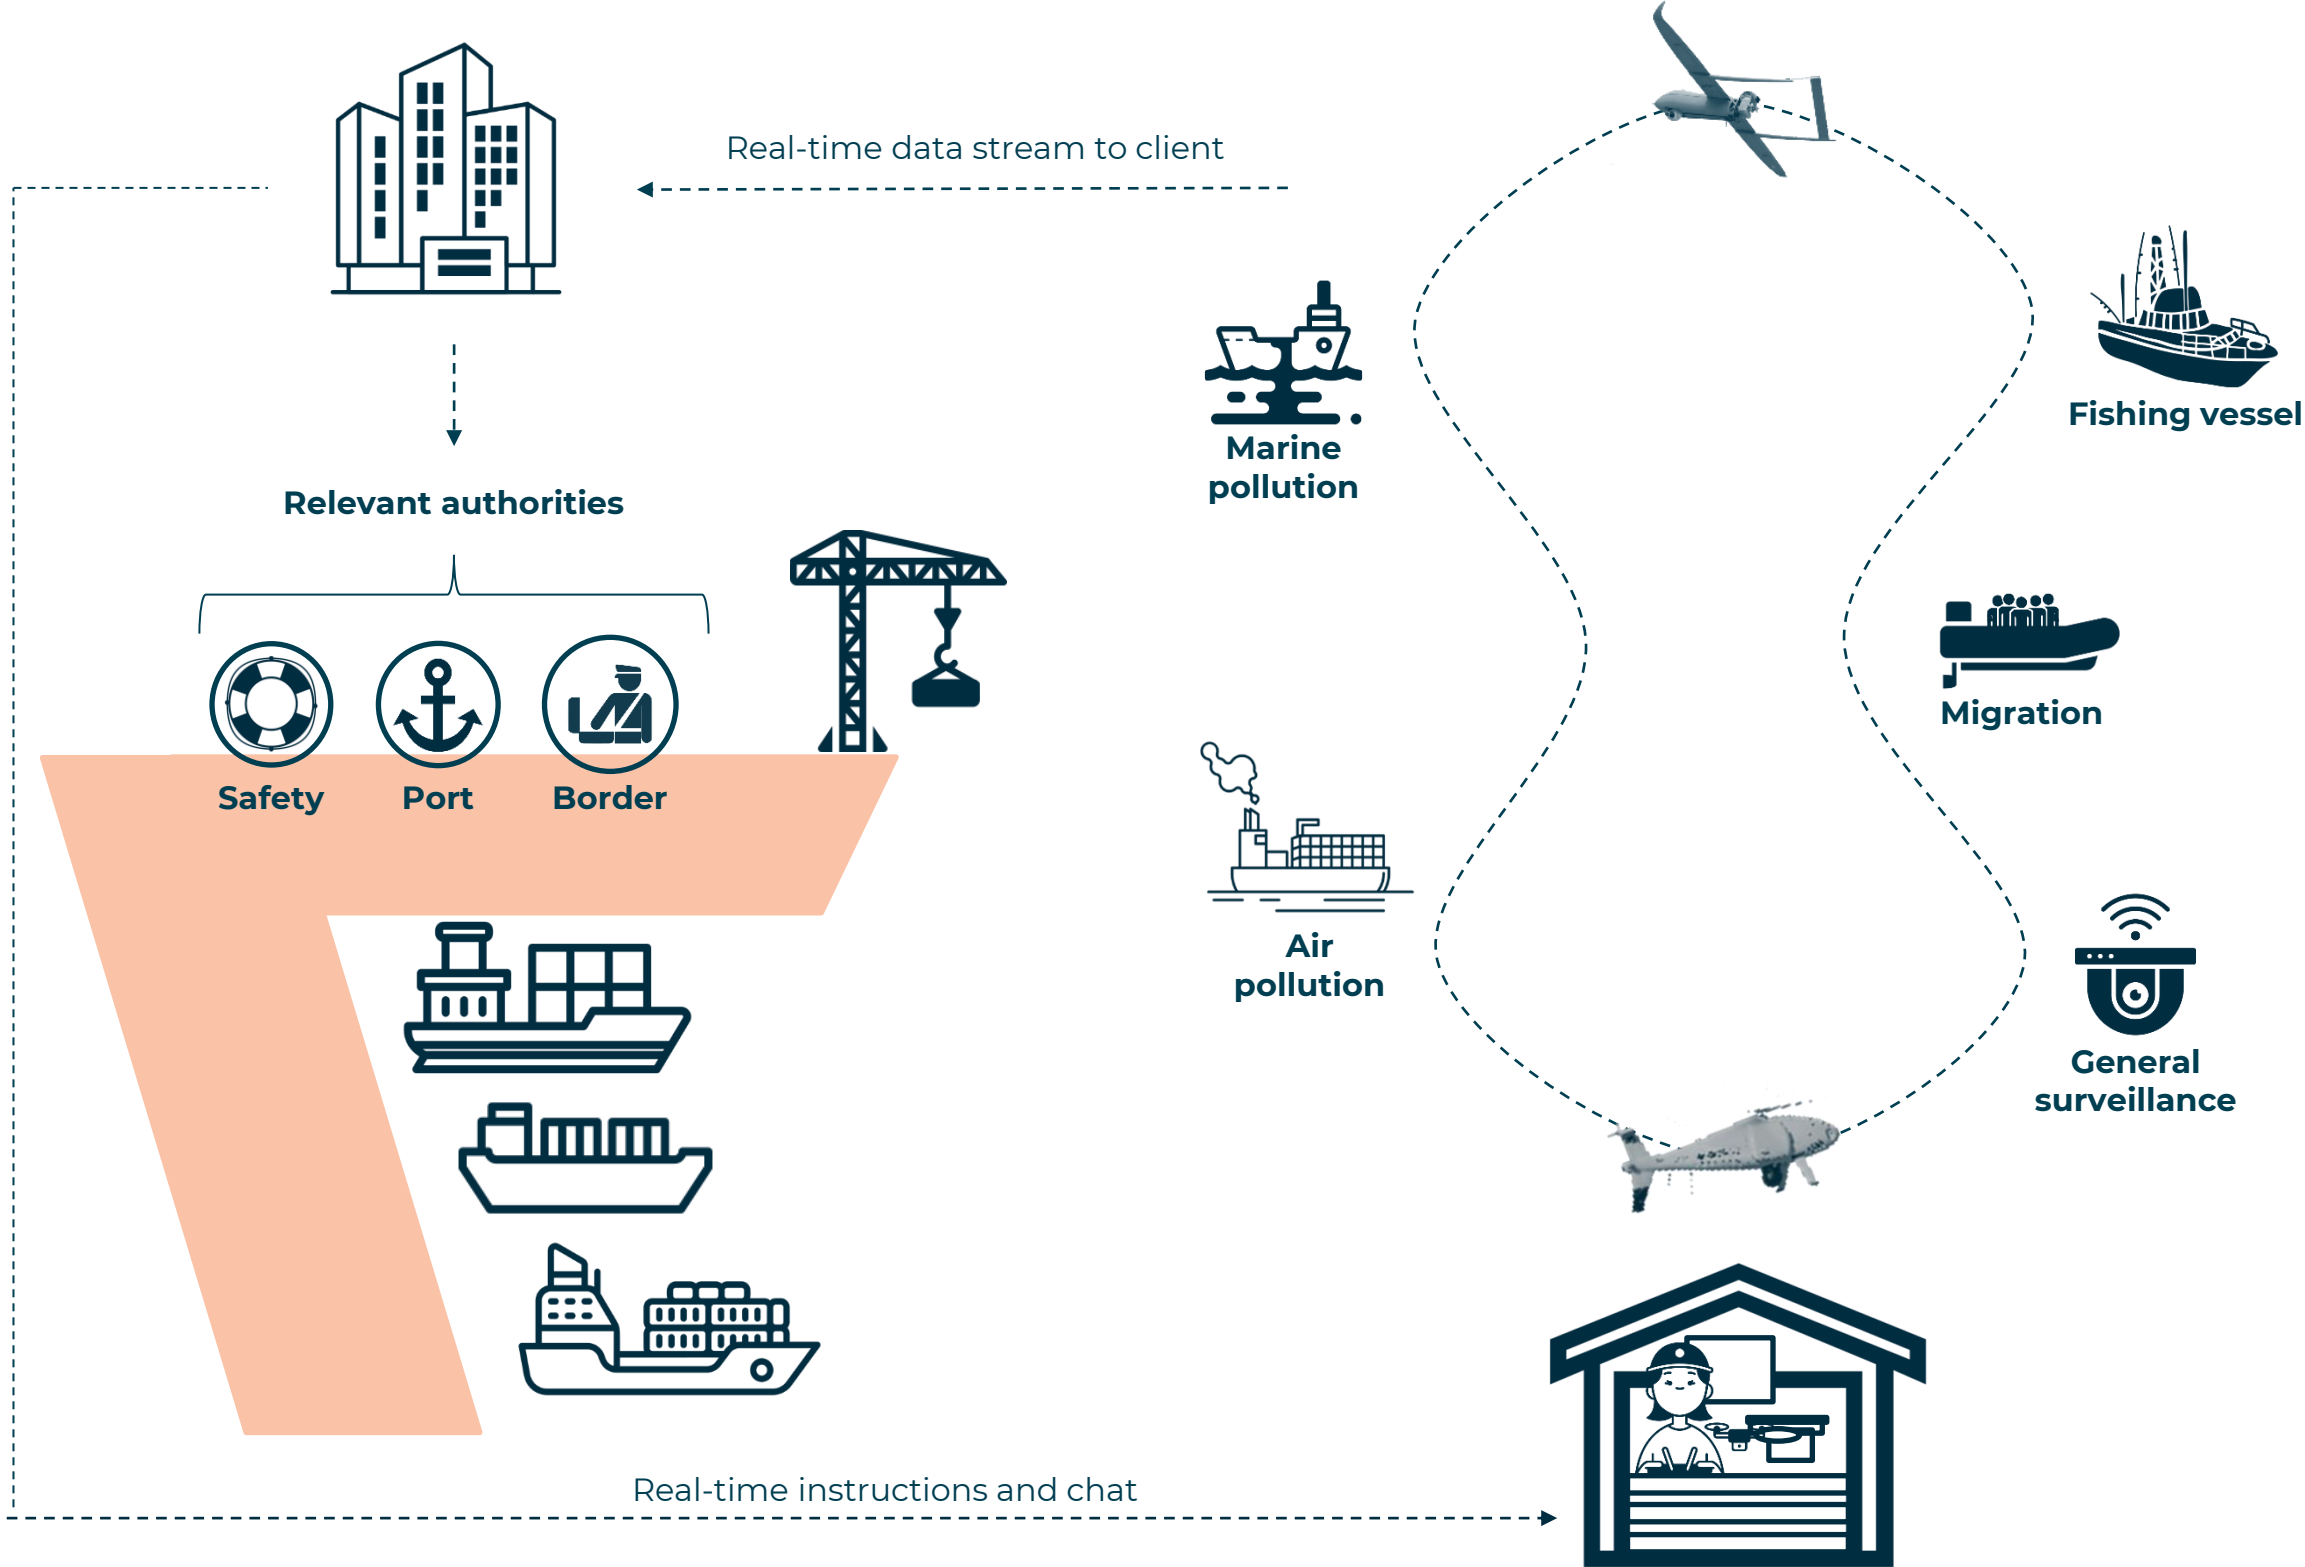 Real-time data stream to client
Fishing vessel
Marine
pollution
Relevant authorities
Migration
Safety
Port
Border
Air
pollution
General
surveillance
Real-time instructions and chat